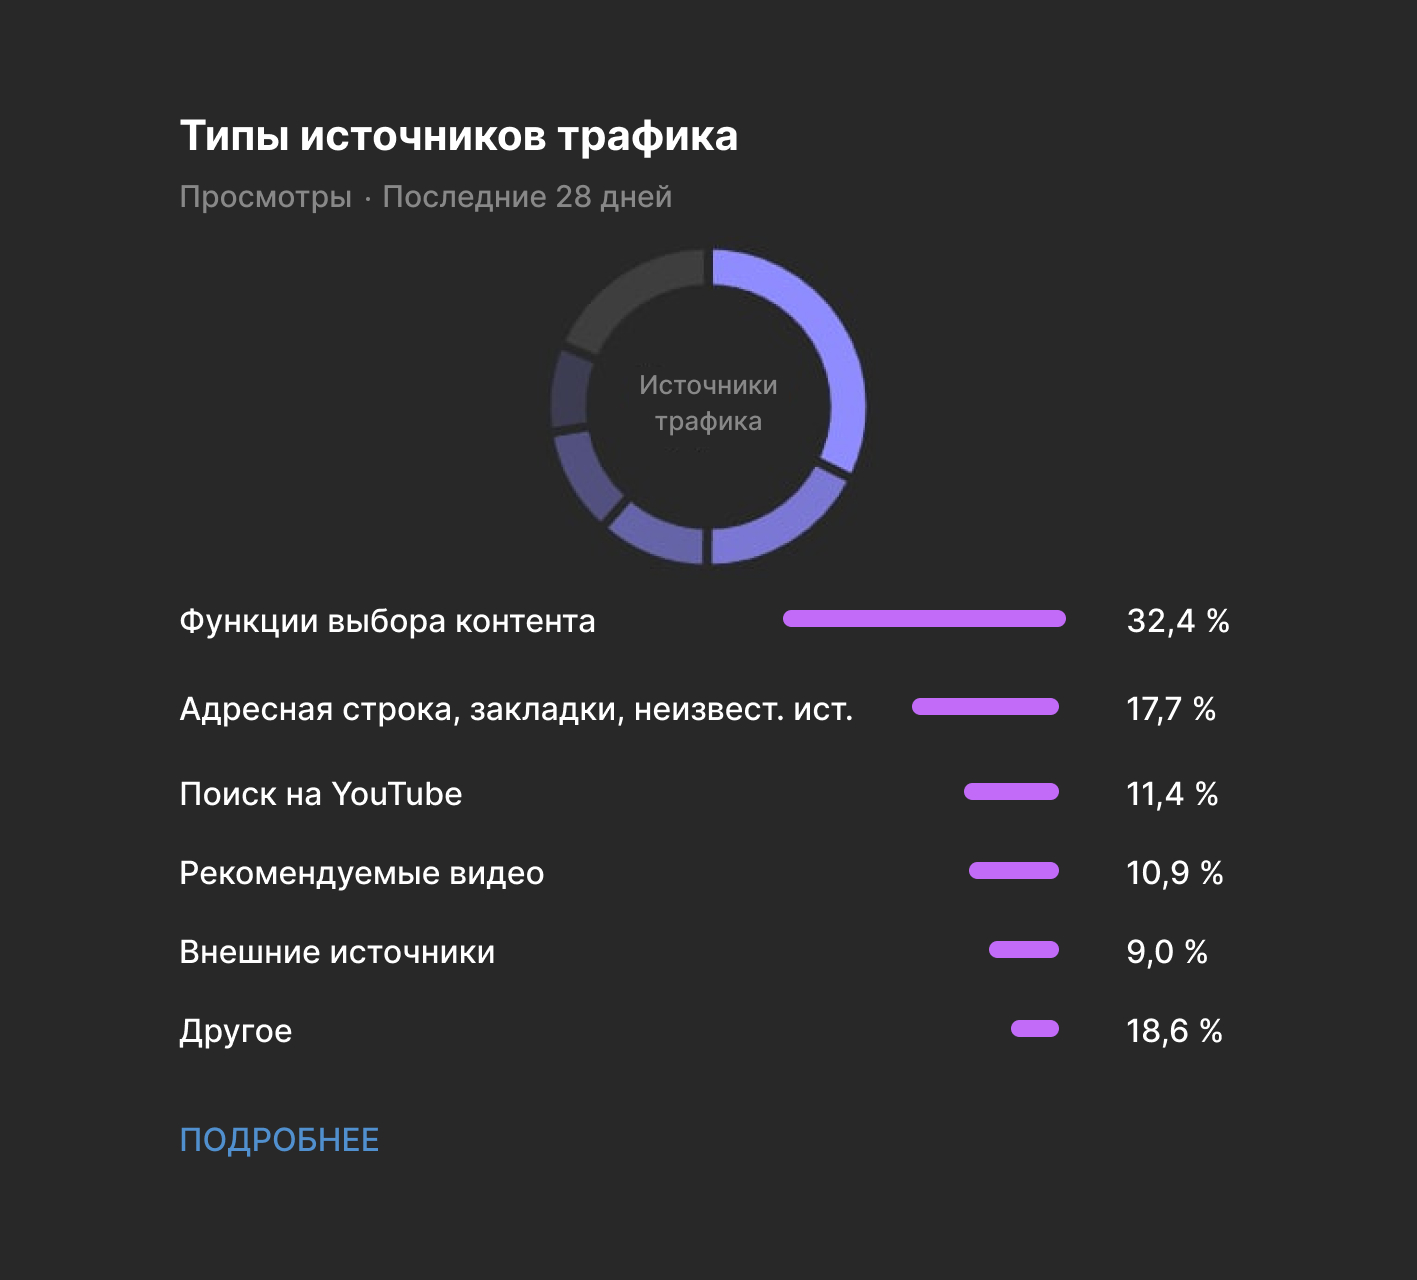 Типы источников трафика
Просмотры · Последние 28 дней
Источники
трафика
Функции выбора контента 32,4 %
Адресная строка, закладки, неизвест. ист. 17,7 %
Поиск на YouTube 11,4 %
Рекомендуемые видео 10,9 %
Внешние источники 9,0 %
Другое 18,6 %
ПОДРОБНЕЕ